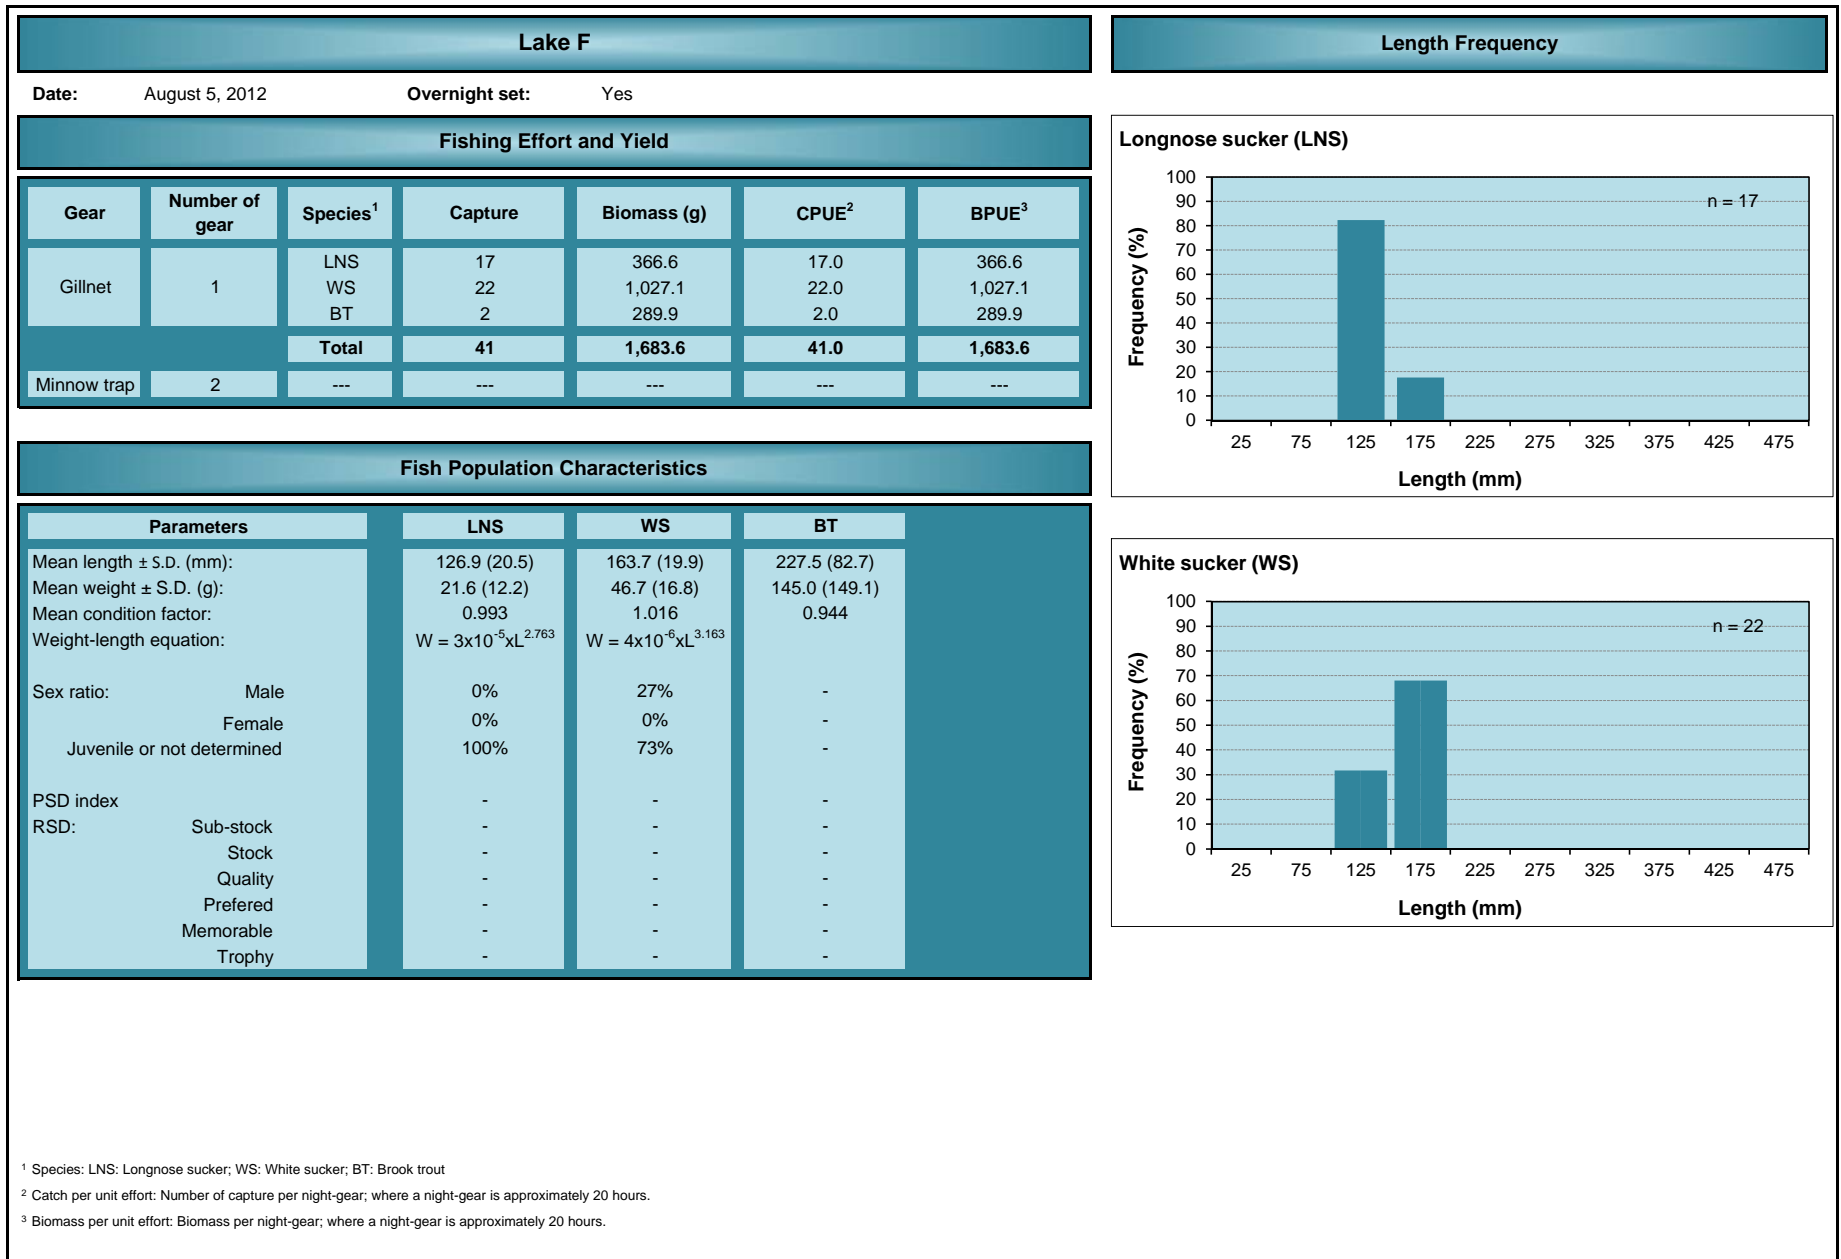 Lake F
Date: August 5, 2012 Overnight set: Yes
Fishing Effort and Yield
Gear Number of gear Species1 Capture Biomass (g) CPUE2 BPUE3
Gillnet 1 LNS 17 366.6 17.0 366.6
WS 22 1,027.1 22.0 1,027.1
BT 2 289.9 2.0 289.9
Total 41 1,683.6 41.0 1,683.6
Minnow trap 2 --- --- --- --- ---
Fish Population Characteristics
Parameters LNS WS BT
Mean length ± S.D. (mm): 126.9 (20.5) 163.7 (19.9) 227.5 (82.7)
Mean weight ± S.D. (g): 21.6 (12.2) 46.7 (16.8) 145.0 (149.1)
Mean condition factor: 0.993 1.016 0.944
Weight-length equation: W = 3x10-5xL2.763 W = 4x10-6xL3.163
Sex ratio: Male 0% 27% -
Female 0% 0% -
Juvenile or not determined 100% 73% -
PSD index - - -
RSD: Sub-stock - - -
Stock - - -
Quality - - -
Prefered - - -
Memorable - - -
Trophy - - -
Length Frequency
Longnose sucker (LNS)
n = 17
100
90
80
70
60
50
40
30
20
10
0
Frequency (%)
25 75 125 175 225 275 325 375 425 475
Length (mm)
White sucker (WS)
n = 22
100
90
80
70
60
50
40
30
20
10
0
Frequency (%)
25 75 125 175 225 275 325 375 425 475
Length (mm)
1 Species: LNS: Longnose sucker; WS: White sucker; BT: Brook trout
2 Catch per unit effort: Number of capture per night-gear; where a night-gear is approximately 20 hours.
3 Biomass per unit effort: Biomass per night-gear; where a night-gear is approximately 20 hours.